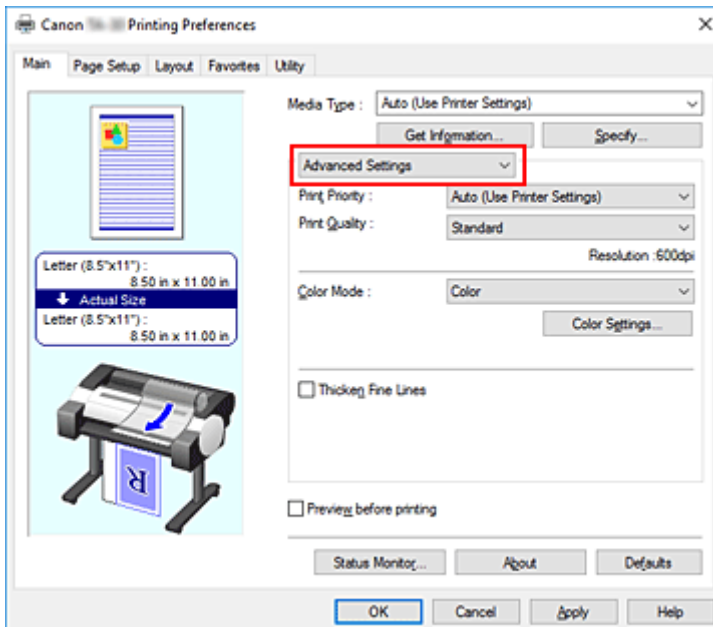 Canon Printing Preferences
Main Page Setup Layout Favorites Utility
Media Type : Auto (Use Printer Settings)
Get Information... Specify...
Advanced Settings
Print Priority : Auto (Use Printer Settings)
Print Quality : Standard
Resolution :600dpi
Letter (8.5"x11") :
8.50 in x 11.00 in
Actual Size
Letter (8.5"x11") :
8.50 in x 11.00 in
Color Mode : Color
Color Settings...
Thicken Fine Lines
R
Preview before printing
Status Monitor... About Defaults
OK Cancel Apply Help